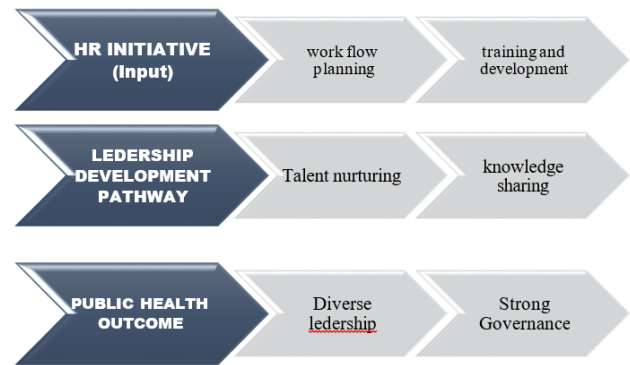 HR INITIATIVE
(Input)
work flow
planning
training and
development
LEDERSHIP
DEVELOPMENT
PATHWAY
Talent nurturing
knowledge
sharing
PUBLIC HEALTH
OUTCOME
Diverse
ledership
Strong
Governance